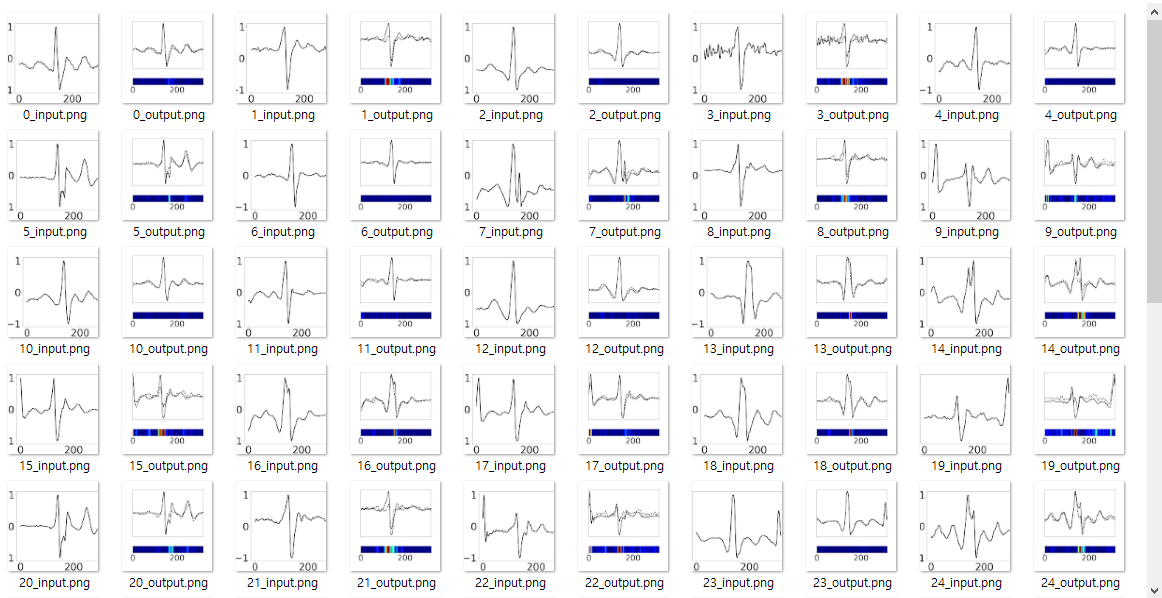 0_input.png 0_output.png 1_input.png 1_output.png 2_input.png 2_output.png 3_input.png 3_output.png 4_input.png 4_output.png
5_input.png 5_output.png 6_input.png 6_output.png 7_input.png 7_output.png 8_input.png 8_output.png 9_input.png 9_output.png
10_input.png 10_output.png 11_input.png 11_output.png 12_input.png 12_output.png 13_input.png 13_output.png 14_input.png 14_output.png
15_input.png 15_output.png 16_input.png 16_output.png 17_input.png 17_output.png 18_input.png 18_output.png 19_input.png 19_output.png
20_input.png 20_output.png 21_input.png 21_output.png 22_input.png 22_output.png 23_input.png 23_output.png 24_input.png 24_output.png